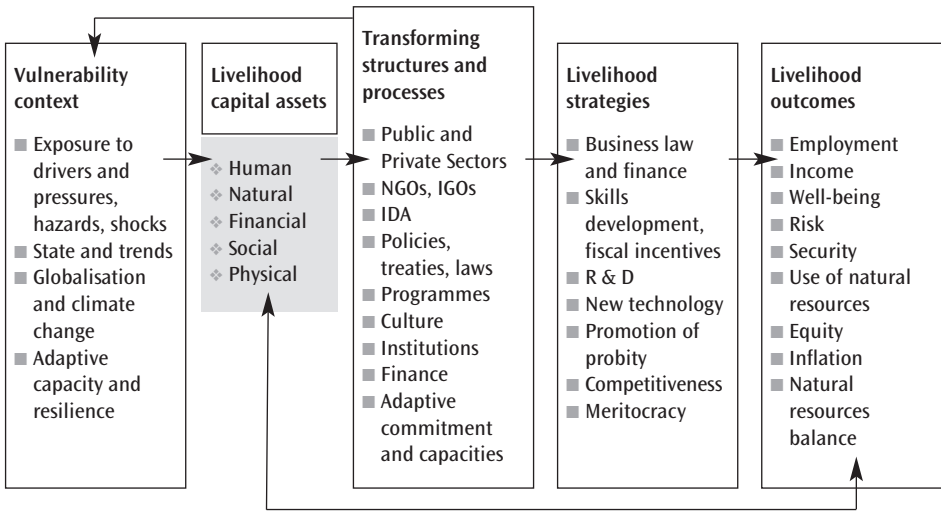 Vulnerability
context
■ Exposure to
drivers and
pressures,
hazards, shocks
■ State and trends
■ Globalisation
and climate
change
■ Adaptive
capacity and
resilience
Livelihood
capital assets
❖ Human
❖ Natural
❖ Financial
❖ Social
❖ Physical
Transforming
structures and
processes
■ Public and
Private Sectors
■ NGOs, IGOs
■ IDA
■ Policies,
treaties, laws
■ Programmes
■ Culture
■ Institutions
■ Finance
■ Adaptive
commitment
and capacities
Livelihood
strategies
■ Business law
and finance
■ Skills
development,
fiscal incentives
■ R & D
■ New technology
■ Promotion of
probity
■ Competitiveness
■ Meritocracy
Livelihood
outcomes
■ Employment
■ Income
■ Well-being
■ Risk
■ Security
■ Use of natural
resources
■ Equity
■ Inflation
■ Natural
resources
balance